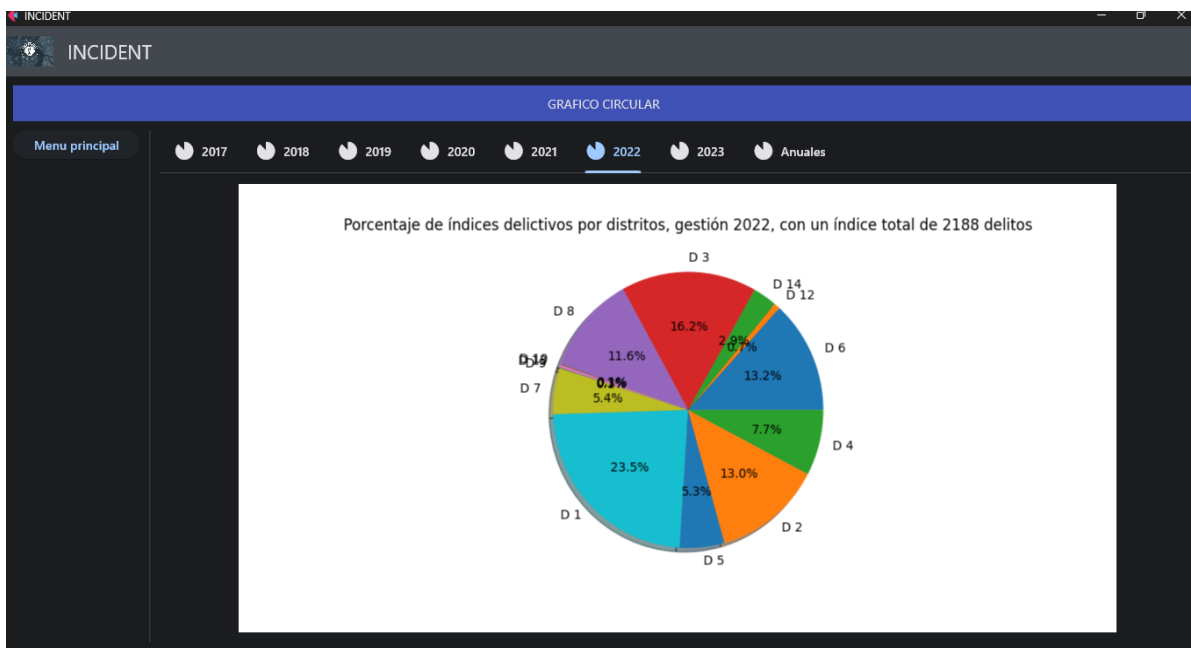 INCIDENT
INCIDENT
GRAFICO CIRCULAR
Menu principal
2017 2018 2019 2020 2021 2022 2023 Anuales
Porcentaje de índices delictivos por distritos, gestión 2022, con un índice total de 2188 delitos
D 3
D 14
D 12
D 8
16.2%
2.9%
0.7%
D 6
11.6%
13.2%
D 7
5.4%
7.7%
D 4
23.5%
13.0%
5.3%
D 1
D 2
D 5